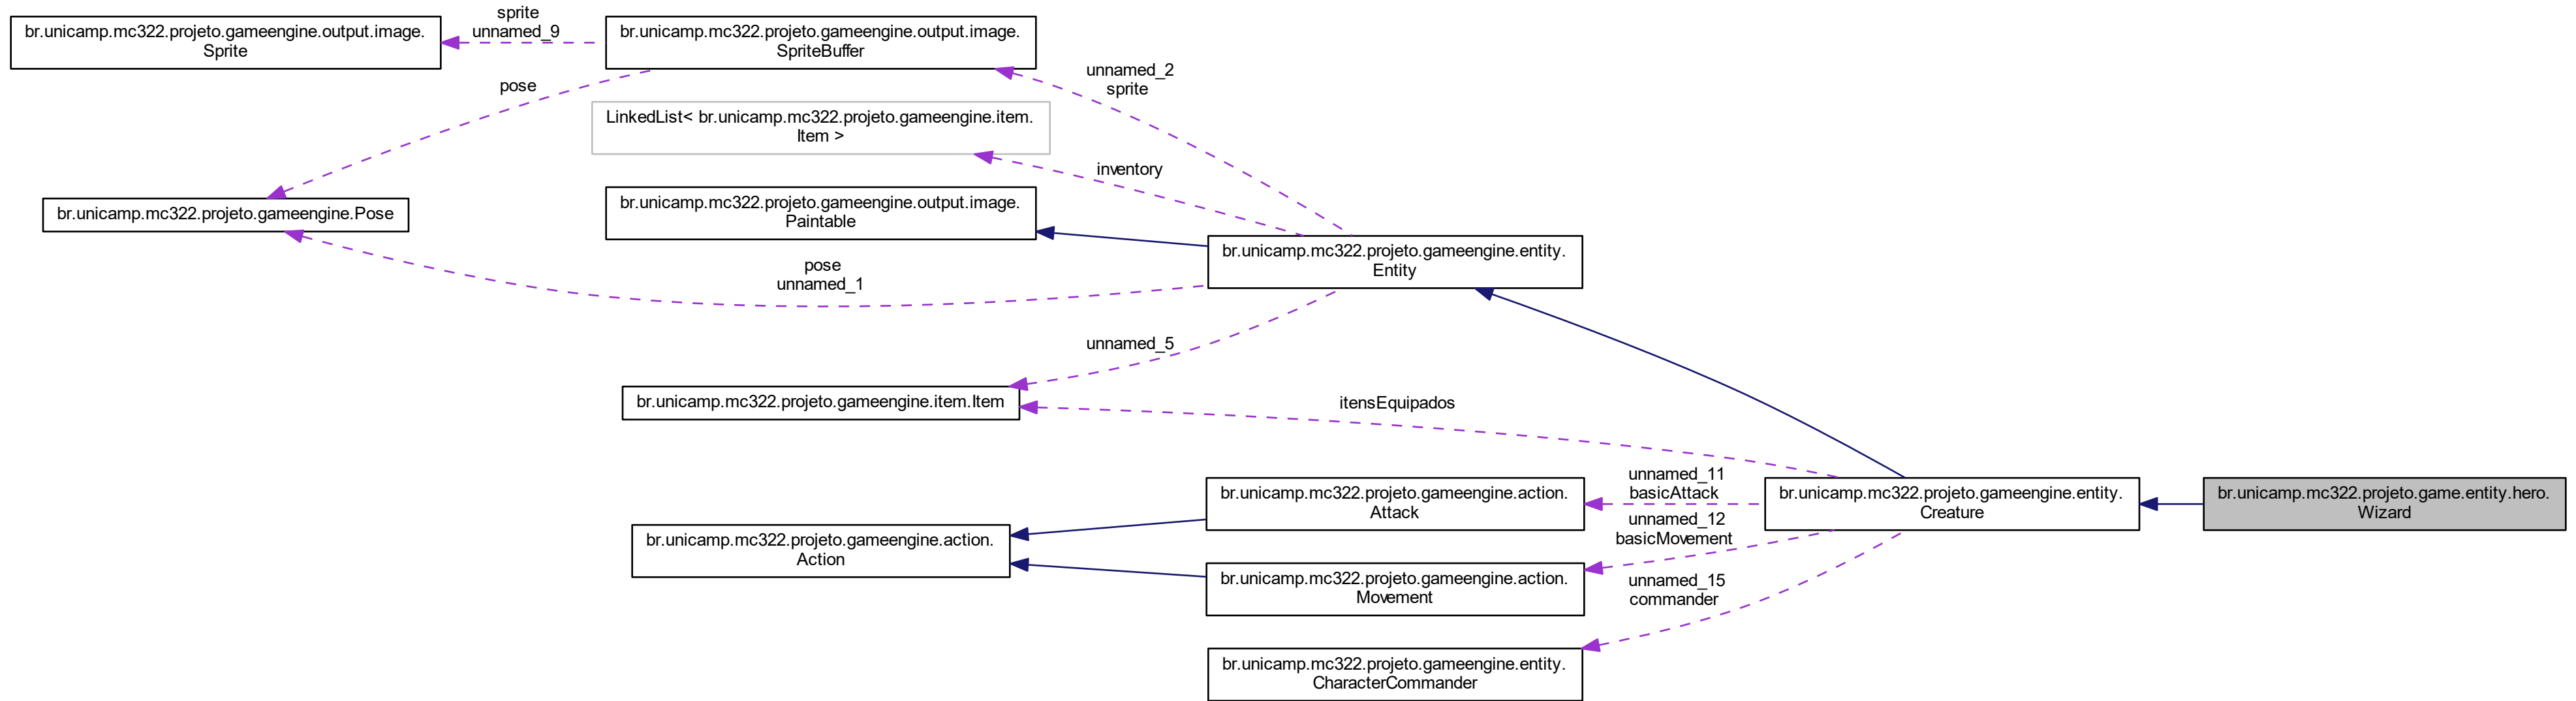 br.unicamp.mc322.projeto.gameengine.output.image.
Sprite
sprite
unnamed_9
br.unicamp.mc322.projeto.gameengine.output.image.
SpriteBuffer
unnamed_2
sprite
pose
LinkedList< br.unicamp.mc322.projeto.gameengine.item.
Item >
inventory
br.unicamp.mc322.projeto.gameengine.Pose
br.unicamp.mc322.projeto.gameengine.output.image.
Paintable
br.unicamp.mc322.projeto.gameengine.entity.
Entity
pose
unnamed_1
unnamed_5
br.unicamp.mc322.projeto.gameengine.item.Item
itensEquipados
br.unicamp.mc322.projeto.gameengine.action.
Attack
unnamed_11
basicAttack
br.unicamp.mc322.projeto.gameengine.entity.
Creature
br.unicamp.mc322.projeto.game.entity.hero.
Wizard
br.unicamp.mc322.projeto.gameengine.action.
Action
unnamed_12
basicMovement
br.unicamp.mc322.projeto.gameengine.action.
Movement
unnamed_15
commander
br.unicamp.mc322.projeto.gameengine.entity.
CharacterCommander